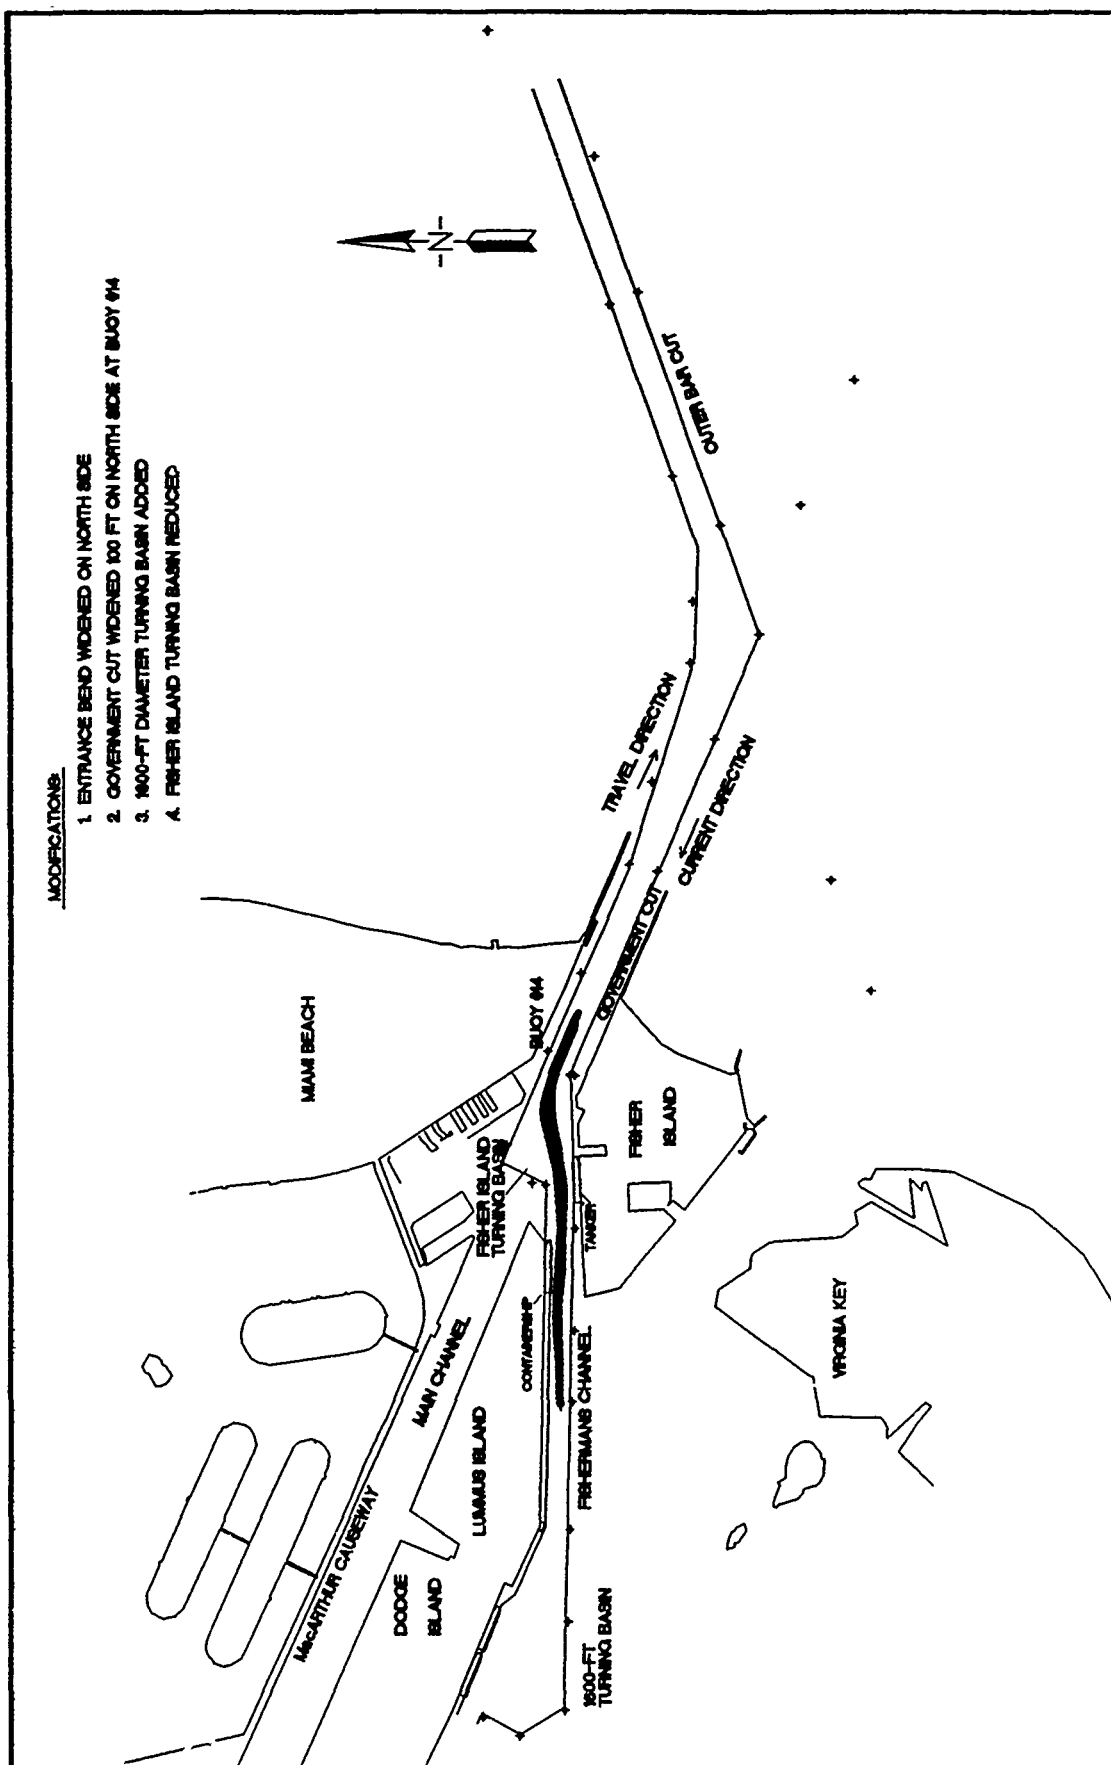 MODIFICATIONS:
1. ENTRANCE BEND WIDENED ON NORTH SIDE
2. GOVERNMENT CUT WIDENED 100 FT ON NORTH SIDE AT BUOY #14
3. 1600-FT DIAMETER TURNING BASIN ADDED
4. FISHER ISLAND TURNING BASIN REDUCED
N
OUTER BAR CUT
TRAVEL DIRECTION
CURRENT DIRECTION
GOVERNMENT CUT
BUOY #14
MIAMI BEACH
FISHER
ISLAND
FISHER ISLAND
TURNING BASIN
TANKER
CONTAINERSHIP
MAIN CHANNEL
FISHERMANS CHANNEL
LUMMUS ISLAND
VIRGINIA KEY
MacARTHUR CAUSEWAY
DODGE
ISLAND
1600-FT
TURNING BASIN